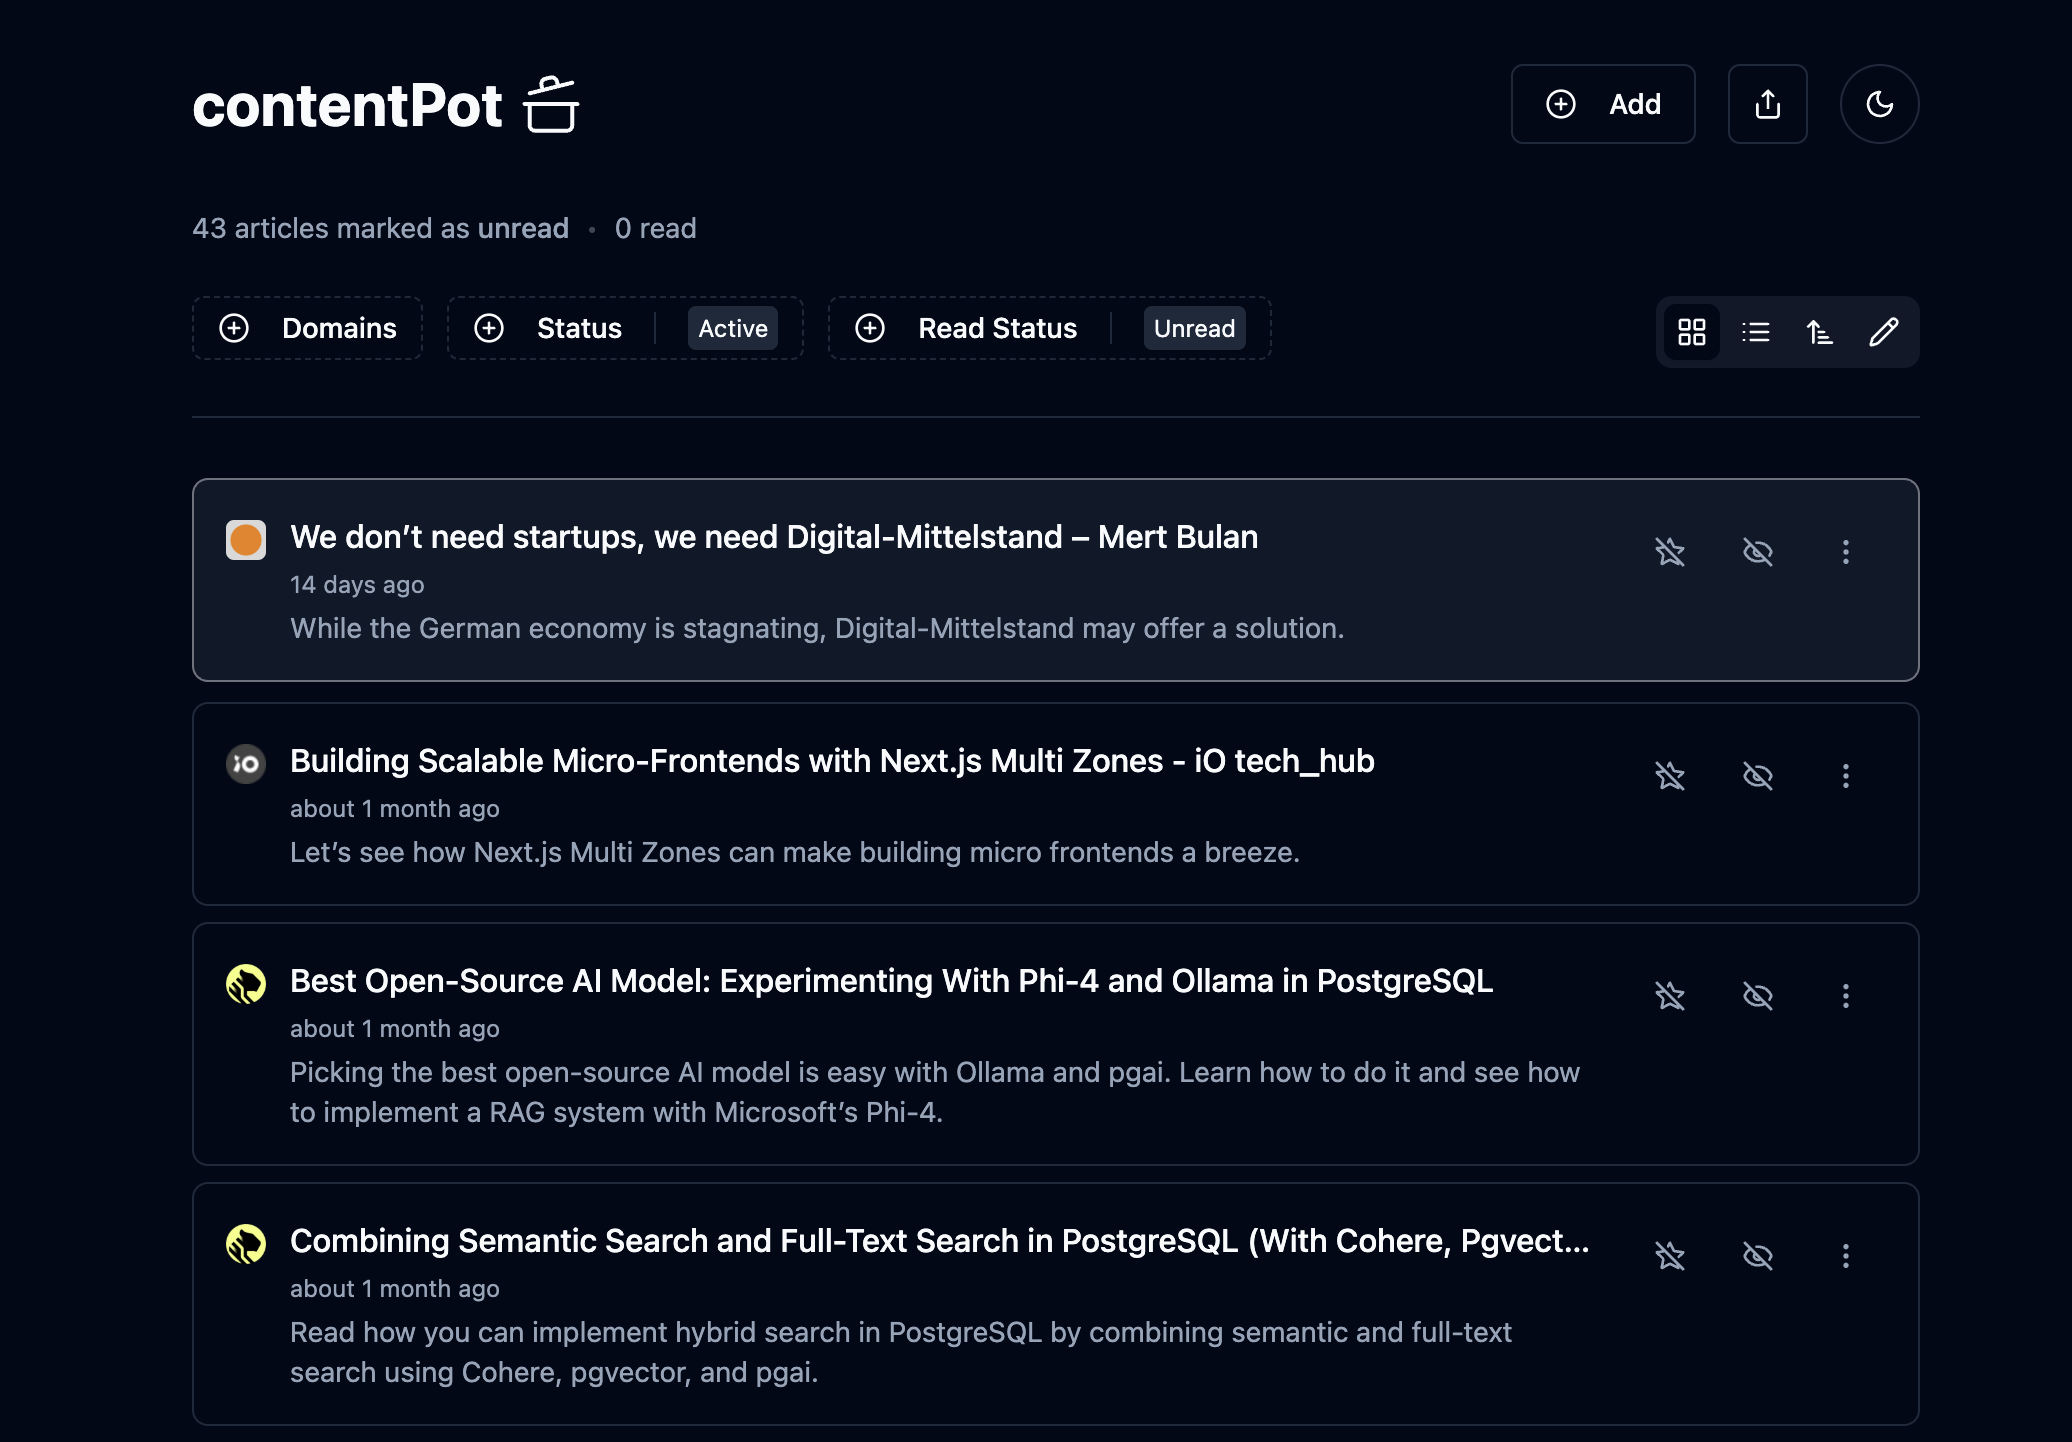 contentPot
Add
43 articles marked as unread • 0 read
Domains
Status
Active
Read Status
Unread
We don’t need startups, we need Digital-Mittelstand – Mert Bulan
14 days ago
While the German economy is stagnating, Digital-Mittelstand may offer a solution.
iO
Building Scalable Micro-Frontends with Next.js Multi Zones - iO tech_hub
about 1 month ago
Let’s see how Next.js Multi Zones can make building micro frontends a breeze.
Best Open-Source AI Model: Experimenting With Phi-4 and Ollama in PostgreSQL
about 1 month ago
Picking the best open-source AI model is easy with Ollama and pgai. Learn how to do it and see how
to implement a RAG system with Microsoft’s Phi-4.
Combining Semantic Search and Full-Text Search in PostgreSQL (With Cohere, Pgvect...
about 1 month ago
Read how you can implement hybrid search in PostgreSQL by combining semantic and full-text
search using Cohere, pgvector, and pgai.